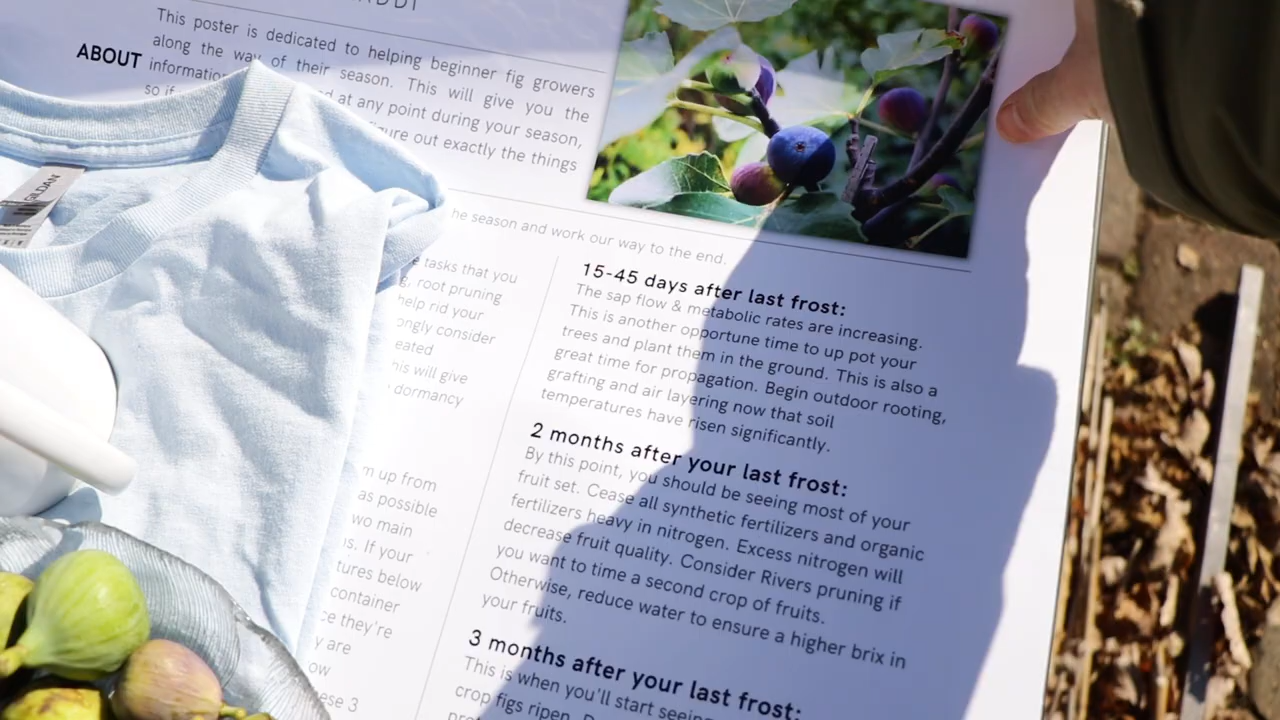 This poster is dedicated to helping beginner fig growers
ABOUT
along the way of their season. This will give you the
at any point during your season,
figure out exactly the things
so if
GILDAN
he season and work our way to the end.
tasks that you
root pruning
help rid your
consider
his will give
dormancy
m up from
as possible
wo main
If your
tures below
container
they're
are
ow
ese 3
15-45 days after last frost:
The sap flow & metabolic rates are increasing.
This is another opportune time to up pot your
trees and plant them in the ground. This is also a
great time for propagation. Begin outdoor rooting,
grafting and air layering now that soil
temperatures have risen significantly.
2 months after your last frost:
By this point, you should be seeing most of your
fruit set. Cease all synthetic fertilizers and organic
fertilizers heavy in nitrogen. Excess nitrogen will
decrease fruit quality. Consider Rivers pruning if
you want to time a second crop of fruits.
Otherwise, reduce water to ensure a higher brix in
your fruits.
3 months after your last frost:
This is when you'll start seeing
crop figs ripen.